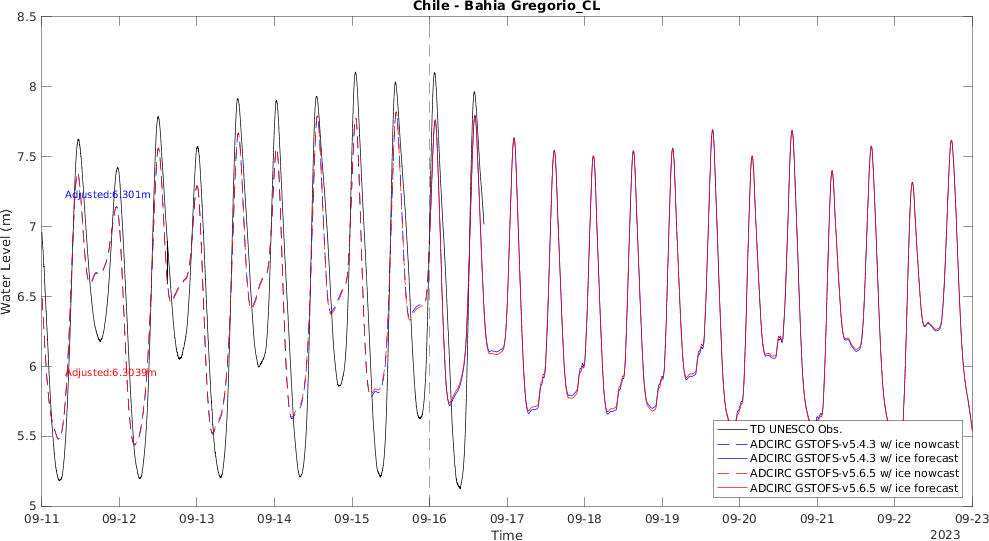 Chile - Bahia Gregorio_CL
8.5
8
7.5
7
6.5
6
5.5
5
Water Level (m)
Adjusted:6.301m
Adjusted:6.3039m
TD UNESCO Obs.
ADCIRC GSTOFS-v5.4.3 w/ ice nowcast
ADCIRC GSTOFS-v5.4.3 w/ ice forecast
ADCIRC GSTOFS-v5.6.5 w/ ice nowcast
ADCIRC GSTOFS-v5.6.5 w/ ice forecast
09-11 09-12 09-13 09-14 09-15 09-16 09-17 09-18 09-19 09-20 09-21 09-22 09-23
Time
2023